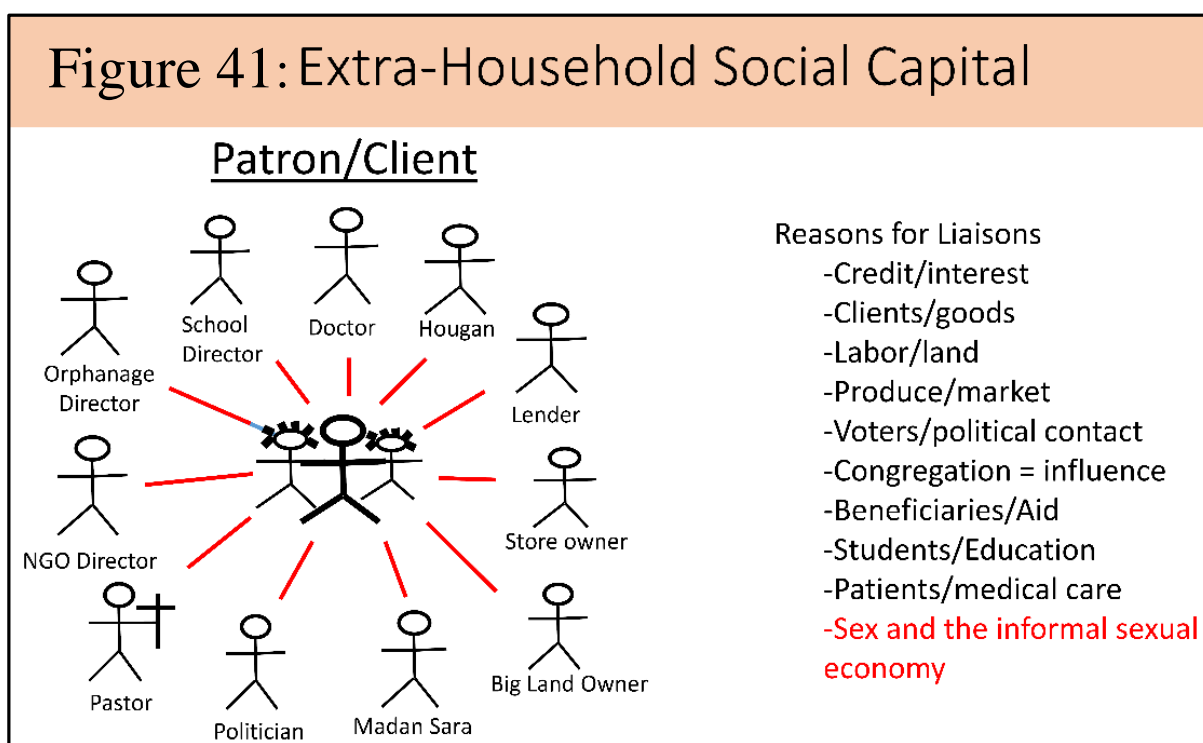 Figure 41: Extra-Household Social Capital
Patron/Client
School
Director
Doctor
Hougan
Orphanage
Director
Lender
NGO Director
Store owner
Pastor
Politician
Madan Sara
Big Land Owner
Reasons for Liaisons
-Credit/interest
-Clients/goods
-Labor/land
-Produce/market
-Voters/political contact
-Congregation = influence
-Beneficiaries/Aid
-Students/Education
-Patients/medical care
-Sex and the informal sexual
economy